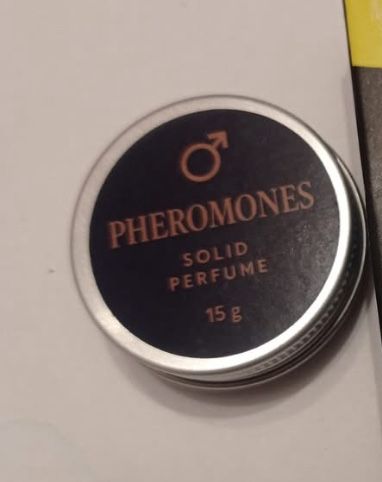 PHEROMONES
SOLID
PERFUME
15 g